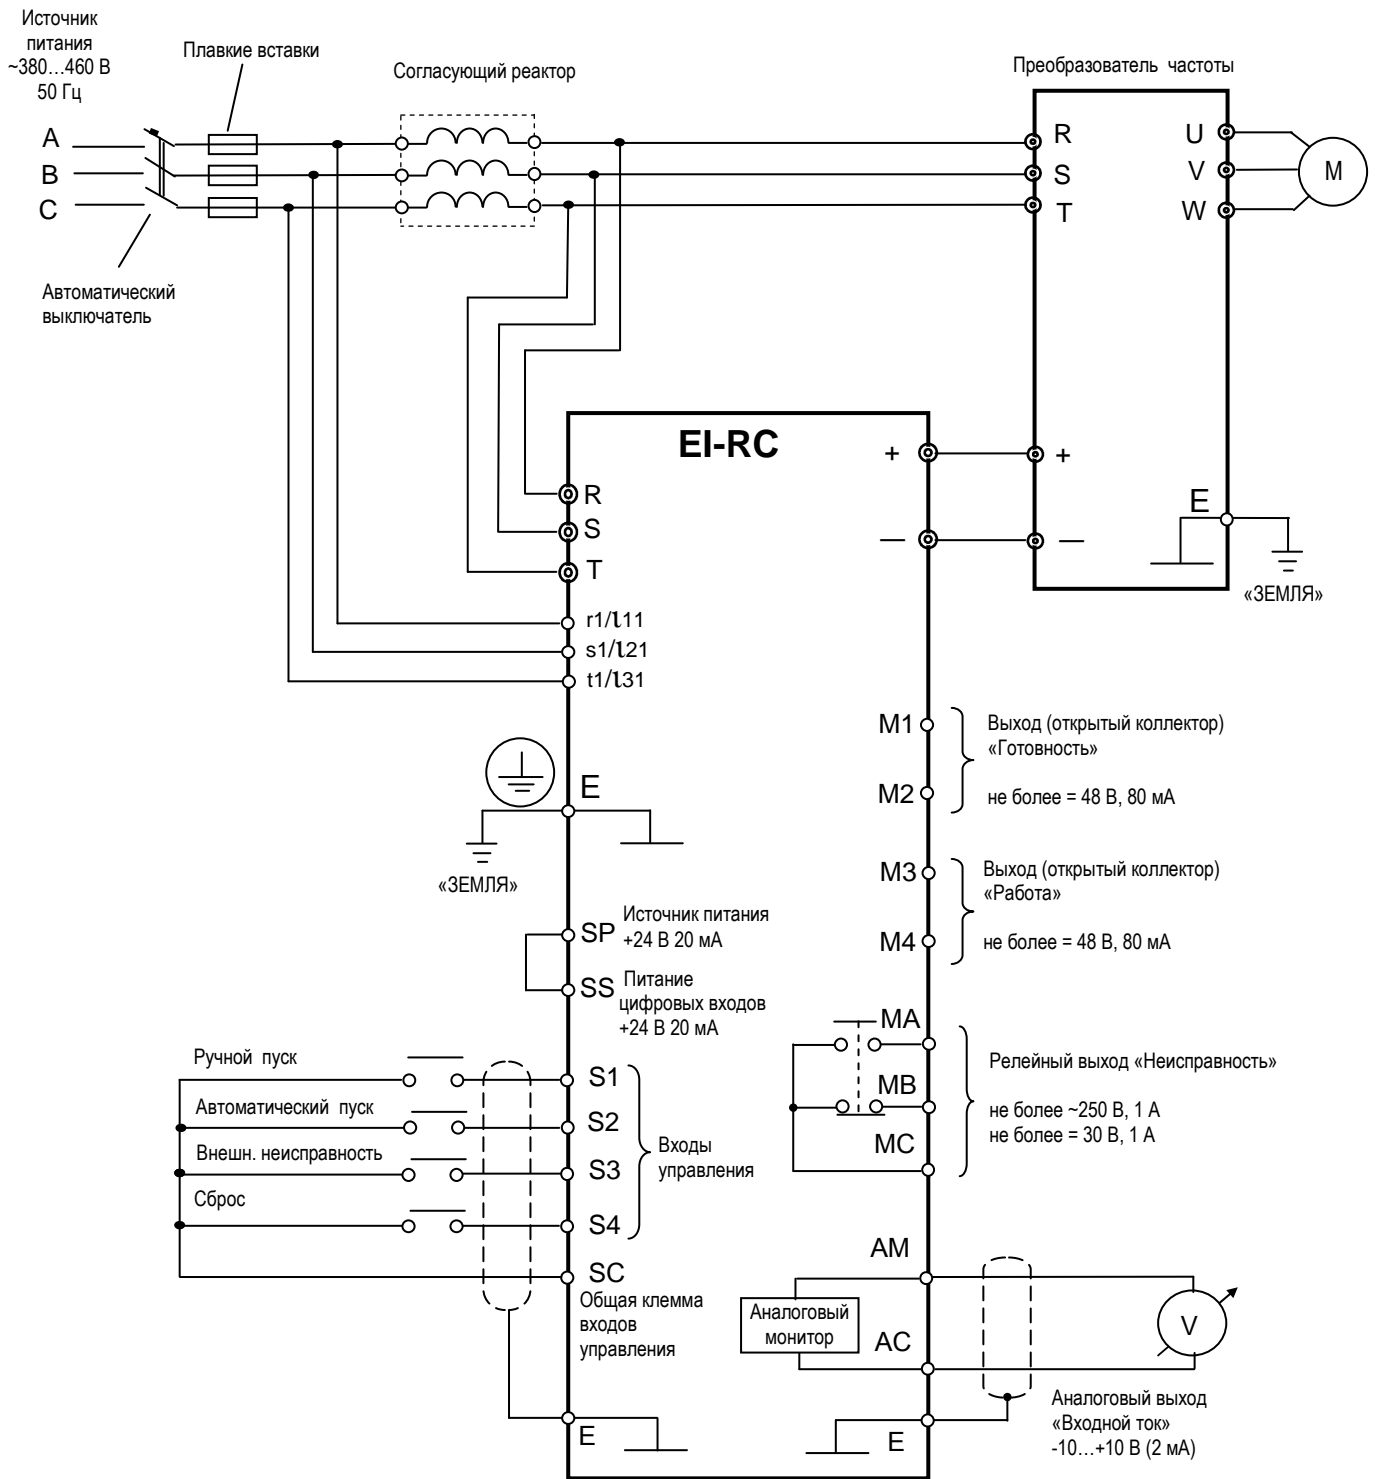 Источник
питания
~380…460 В
50 Гц
Плавкие вставки
Согласующий реактор
Преобразователь частоты
A
B
C
R
S
T
U
V
W
M
Автоматический
выключатель
EI-RC
+
—
+
—
E
«ЗЕМЛЯ»
R
S
T
r1/ℓ11
s1/ℓ21
t1/ℓ31
E
«ЗЕМЛЯ»
M1
M2
Выход (открытый коллектор)
«Готовность»
не более = 48 В, 80 мА
M3
M4
Выход (открытый коллектор)
«Работа»
не более = 48 В, 80 мА
SP
Источник питания
+24 В 20 мА
SS
Питание
цифровых входов
+24 В 20 мА
Ручной пуск
Автоматический пуск
Внешн. неисправность
Сброс
S1
S2
S3
S4
Входы
управления
SC
Общая клемма
входов
управления
E
MA
MB
MC
Релейный выход «Неисправность»
не более ~250 В, 1 А
не более = 30 В, 1 А
AM
Аналоговый
монитор
AC
V
E
Аналоговый выход
«Входной ток»
-10…+10 В (2 мА)